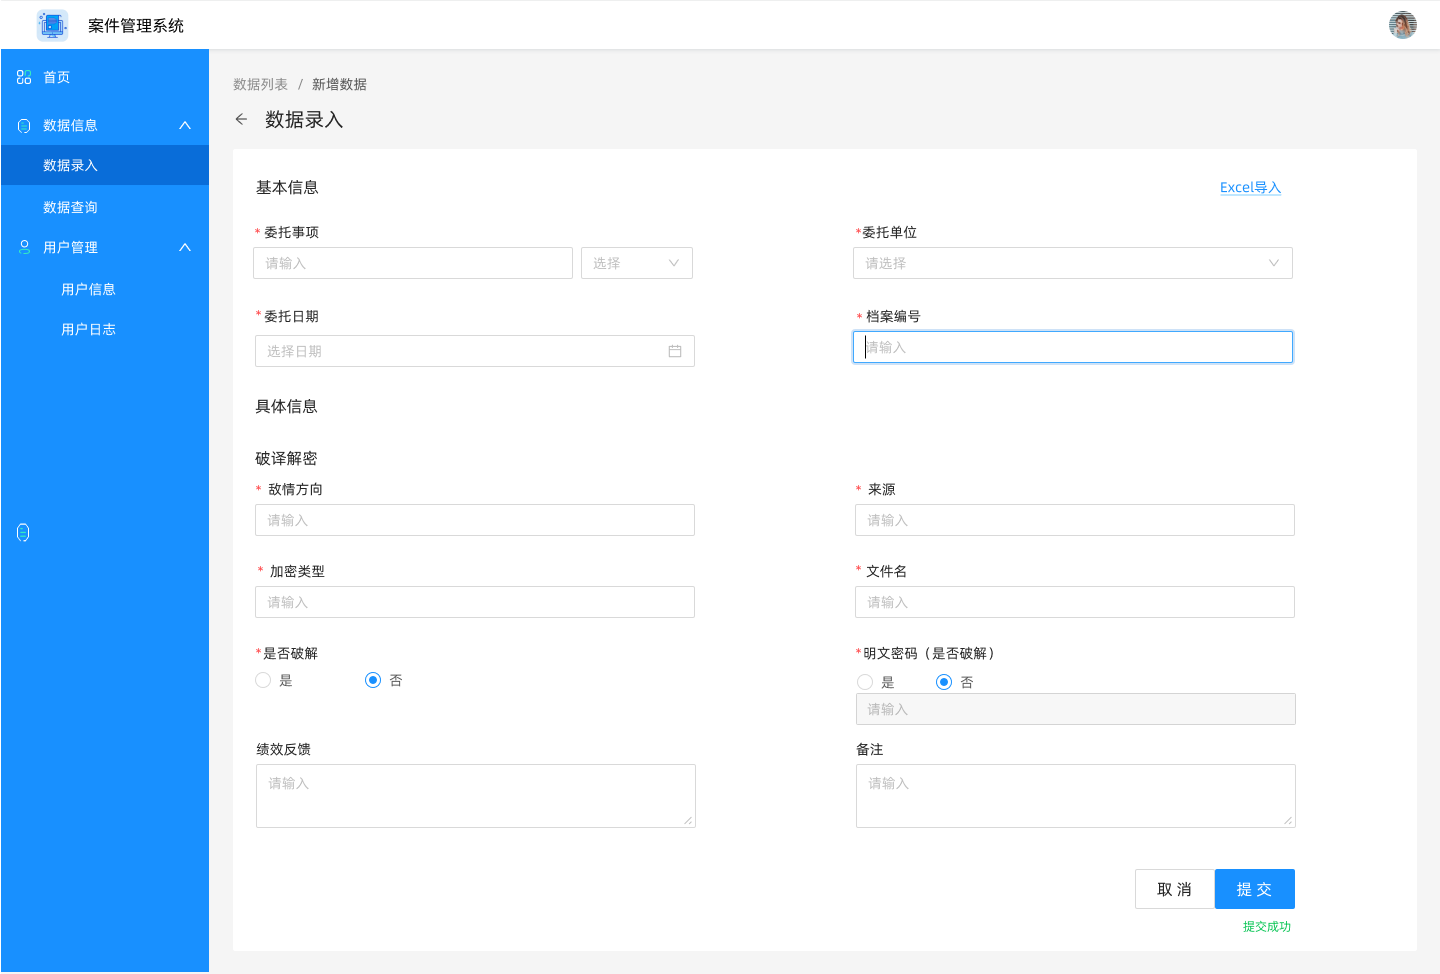 案件管理系统
首页
数据信息
数据录入
数据查询
用户管理
用户信息
用户日志
数据列表 / 新增数据
数据录入
基本信息
Excel导入
* 委托事项
请输入
选择
*委托单位
请选择
*委托日期
选择日期
* 档案编号
请输入
具体信息
破译解密
* 敌情方向
请输入
* 来源
请输入
* 加密类型
请输入
* 文件名
请输入
*是否破解
是
否
*明文密码（是否破解）
是
否
请输入
绩效反馈
请输入
备注
请输入
取 消
提 交
提交成功